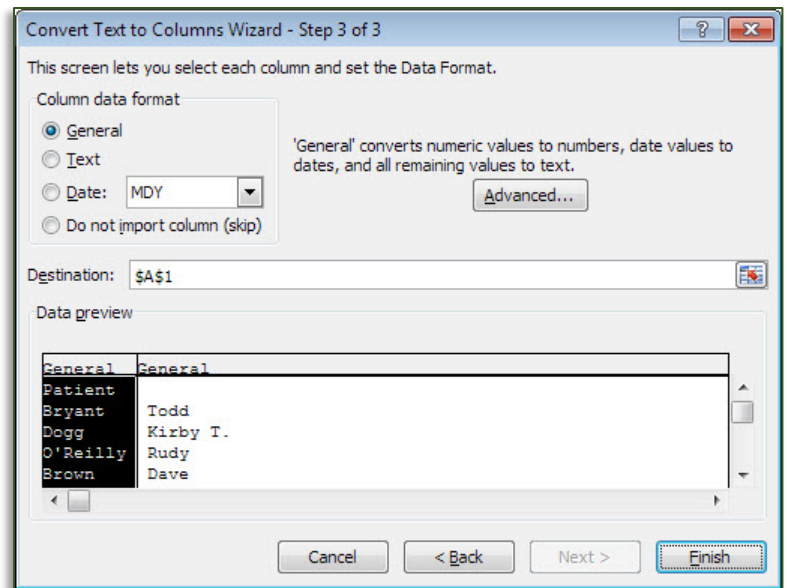 Convert Text to Columns Wizard - Step 3 of 3
This screen lets you select each column and set the Data Format.
Column data format
General
Text
Date: MDY
Do not import column (skip)
'General' converts numeric values to numbers, date values to
dates, and all remaining values to text.
Advanced...
Destination: $A$1
Data preview
General General
Patient
Bryant Todd
Dogg Kirby T.
O'Reilly Rudy
Brown Dave
Cancel < Back Next > Finish